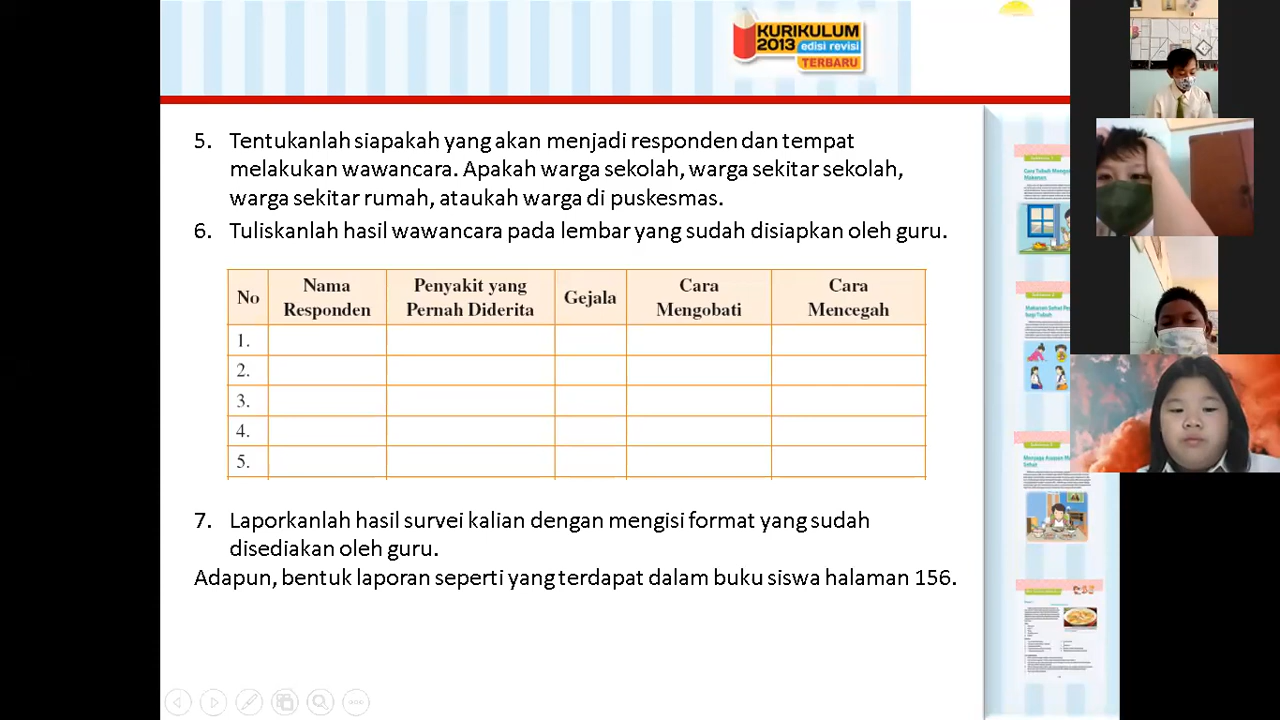 KURIKULUM
2013 edisi revisi
TERBARU
5. Tentukanlah siapakah yang akan menjadi responden dan tempat
melakukan wawancara. Apakah warga sekolah, warga sekitar sekolah,
warga sekitar rumah, ataukah warga di puskesmas.
6. Tuliskanlah hasil wawancara pada lembar yang sudah disiapkan oleh guru.
No Nama Responden Penyakit yang Pernah Diderita Gejala Cara Mengobati Cara Mencegah
1.
2.
3.
4.
5.
7. Laporkanlah hasil survei kalian dengan mengisi format yang sudah
disediakan oleh guru.
Adapun, bentuk laporan seperti yang terdapat dalam buku siswa halaman 156.